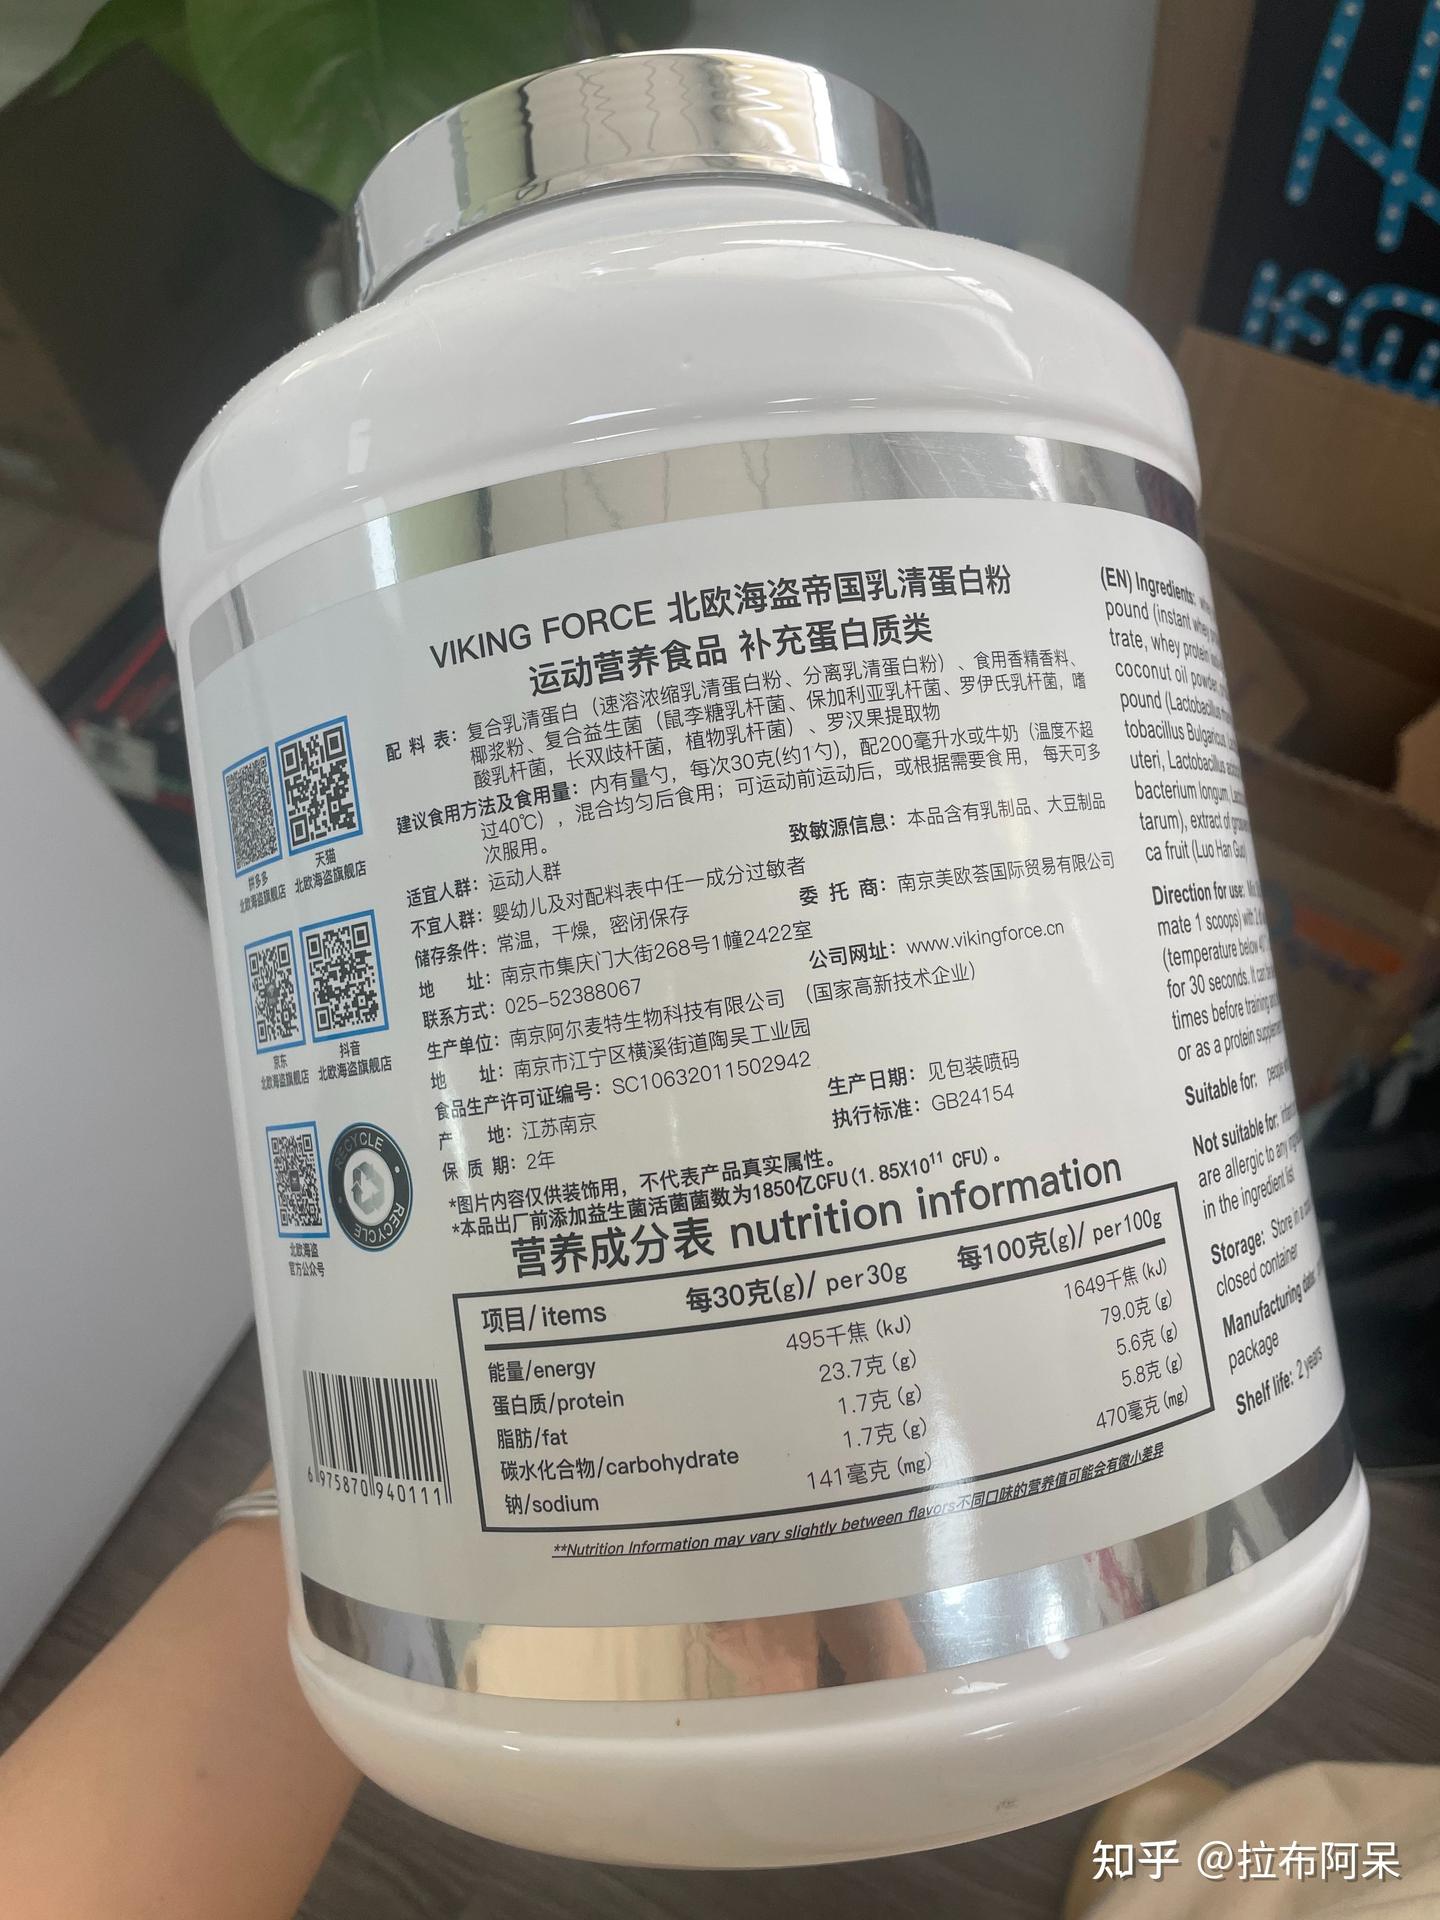 VIKING FORCE 北欧海盗帝国乳清蛋白粉
运动营养食品 补充蛋白质类
配 料 表：复合乳清蛋白（速溶浓缩乳清蛋白粉、分离乳清蛋白粉）、食用香精香料、
椰浆粉、复合益生菌（鼠李糖乳杆菌、保加利亚乳杆菌、罗伊氏乳杆菌，嗜
酸乳杆菌，长双歧杆菌，植物乳杆菌）、罗汉果提取物
建议食用方法及食用量：内有量勺，每次30克(约1勺)，配200毫升水或牛奶（温度不超
过40℃），混合均匀后食用；可运动前运动后，或根据需要食用，每天可多
次服用。
适宜人群：运动人群
致敏源信息：本品含有乳制品、大豆制品
不宜人群：婴幼儿及对配料表中任一成分过敏者
储存条件：常温，干燥，密闭保存
委 托 商：南京美欧荟国际贸易有限公司
地 址：南京市集庆门大街268号1幢2422室
联系方式：025-52388067
公司网址：www.vikingforce.cn
生产单位：南京阿尔麦特生物科技有限公司 （国家高新技术企业）
地 址：南京市江宁区横溪街道陶吴工业园
食品生产许可证编号：SC10632011502942
生产日期：见包装喷码
产 地：江苏南京
执行标准：GB24154
保 质 期：2年
*图片内容仅供装饰用，不代表产品真实属性。
*本品出厂前添加益生菌活菌菌数为1850亿CFU(1.85X10¹¹ CFU)。
营养成分表 nutrition information
项目/items 每30克(g)/ per30g 每100克(g)/ per100g
能量/energy 495千焦(kJ) 1649千焦(kJ)
蛋白质/protein 23.7克(g) 79.0克(g)
脂肪/fat 1.7克(g) 5.6克(g)
碳水化合物/carbohydrate 1.7克(g) 5.8克(g)
钠/sodium 141毫克(mg) 470毫克(mg)
**Nutrition Information may vary slightly between flavors不同口味的营养值可能会有微小差异
拼多多
北欧海盗旗舰店
天猫
北欧海盗旗舰店
京东
北欧海盗旗舰店
抖音
北欧海盗旗舰店
北欧海盗
官方公众号
RECYCLE
RECYCLE
6 975870 940111
(EN) Ingredients:
pound (instant whey
trate, whey protein
coconut oil powder,
pound (Lactobacillus
tobacillus Bulgaricus,
uteri, Lactobacillus
bacterium longum,
tarum), extract of
ca fruit (Luo Han Guo)
Direction for use:
mate 1 scoops) with
(temperature below
for 30 seconds. It can
times before training
or as a protein
Suitable for:
Not suitable for:
are allergic to any
in the ingredient list
Storage: Store in a
closed container
Manufacturing date:
package
Shelf life: 2 years
知乎 @拉布阿呆